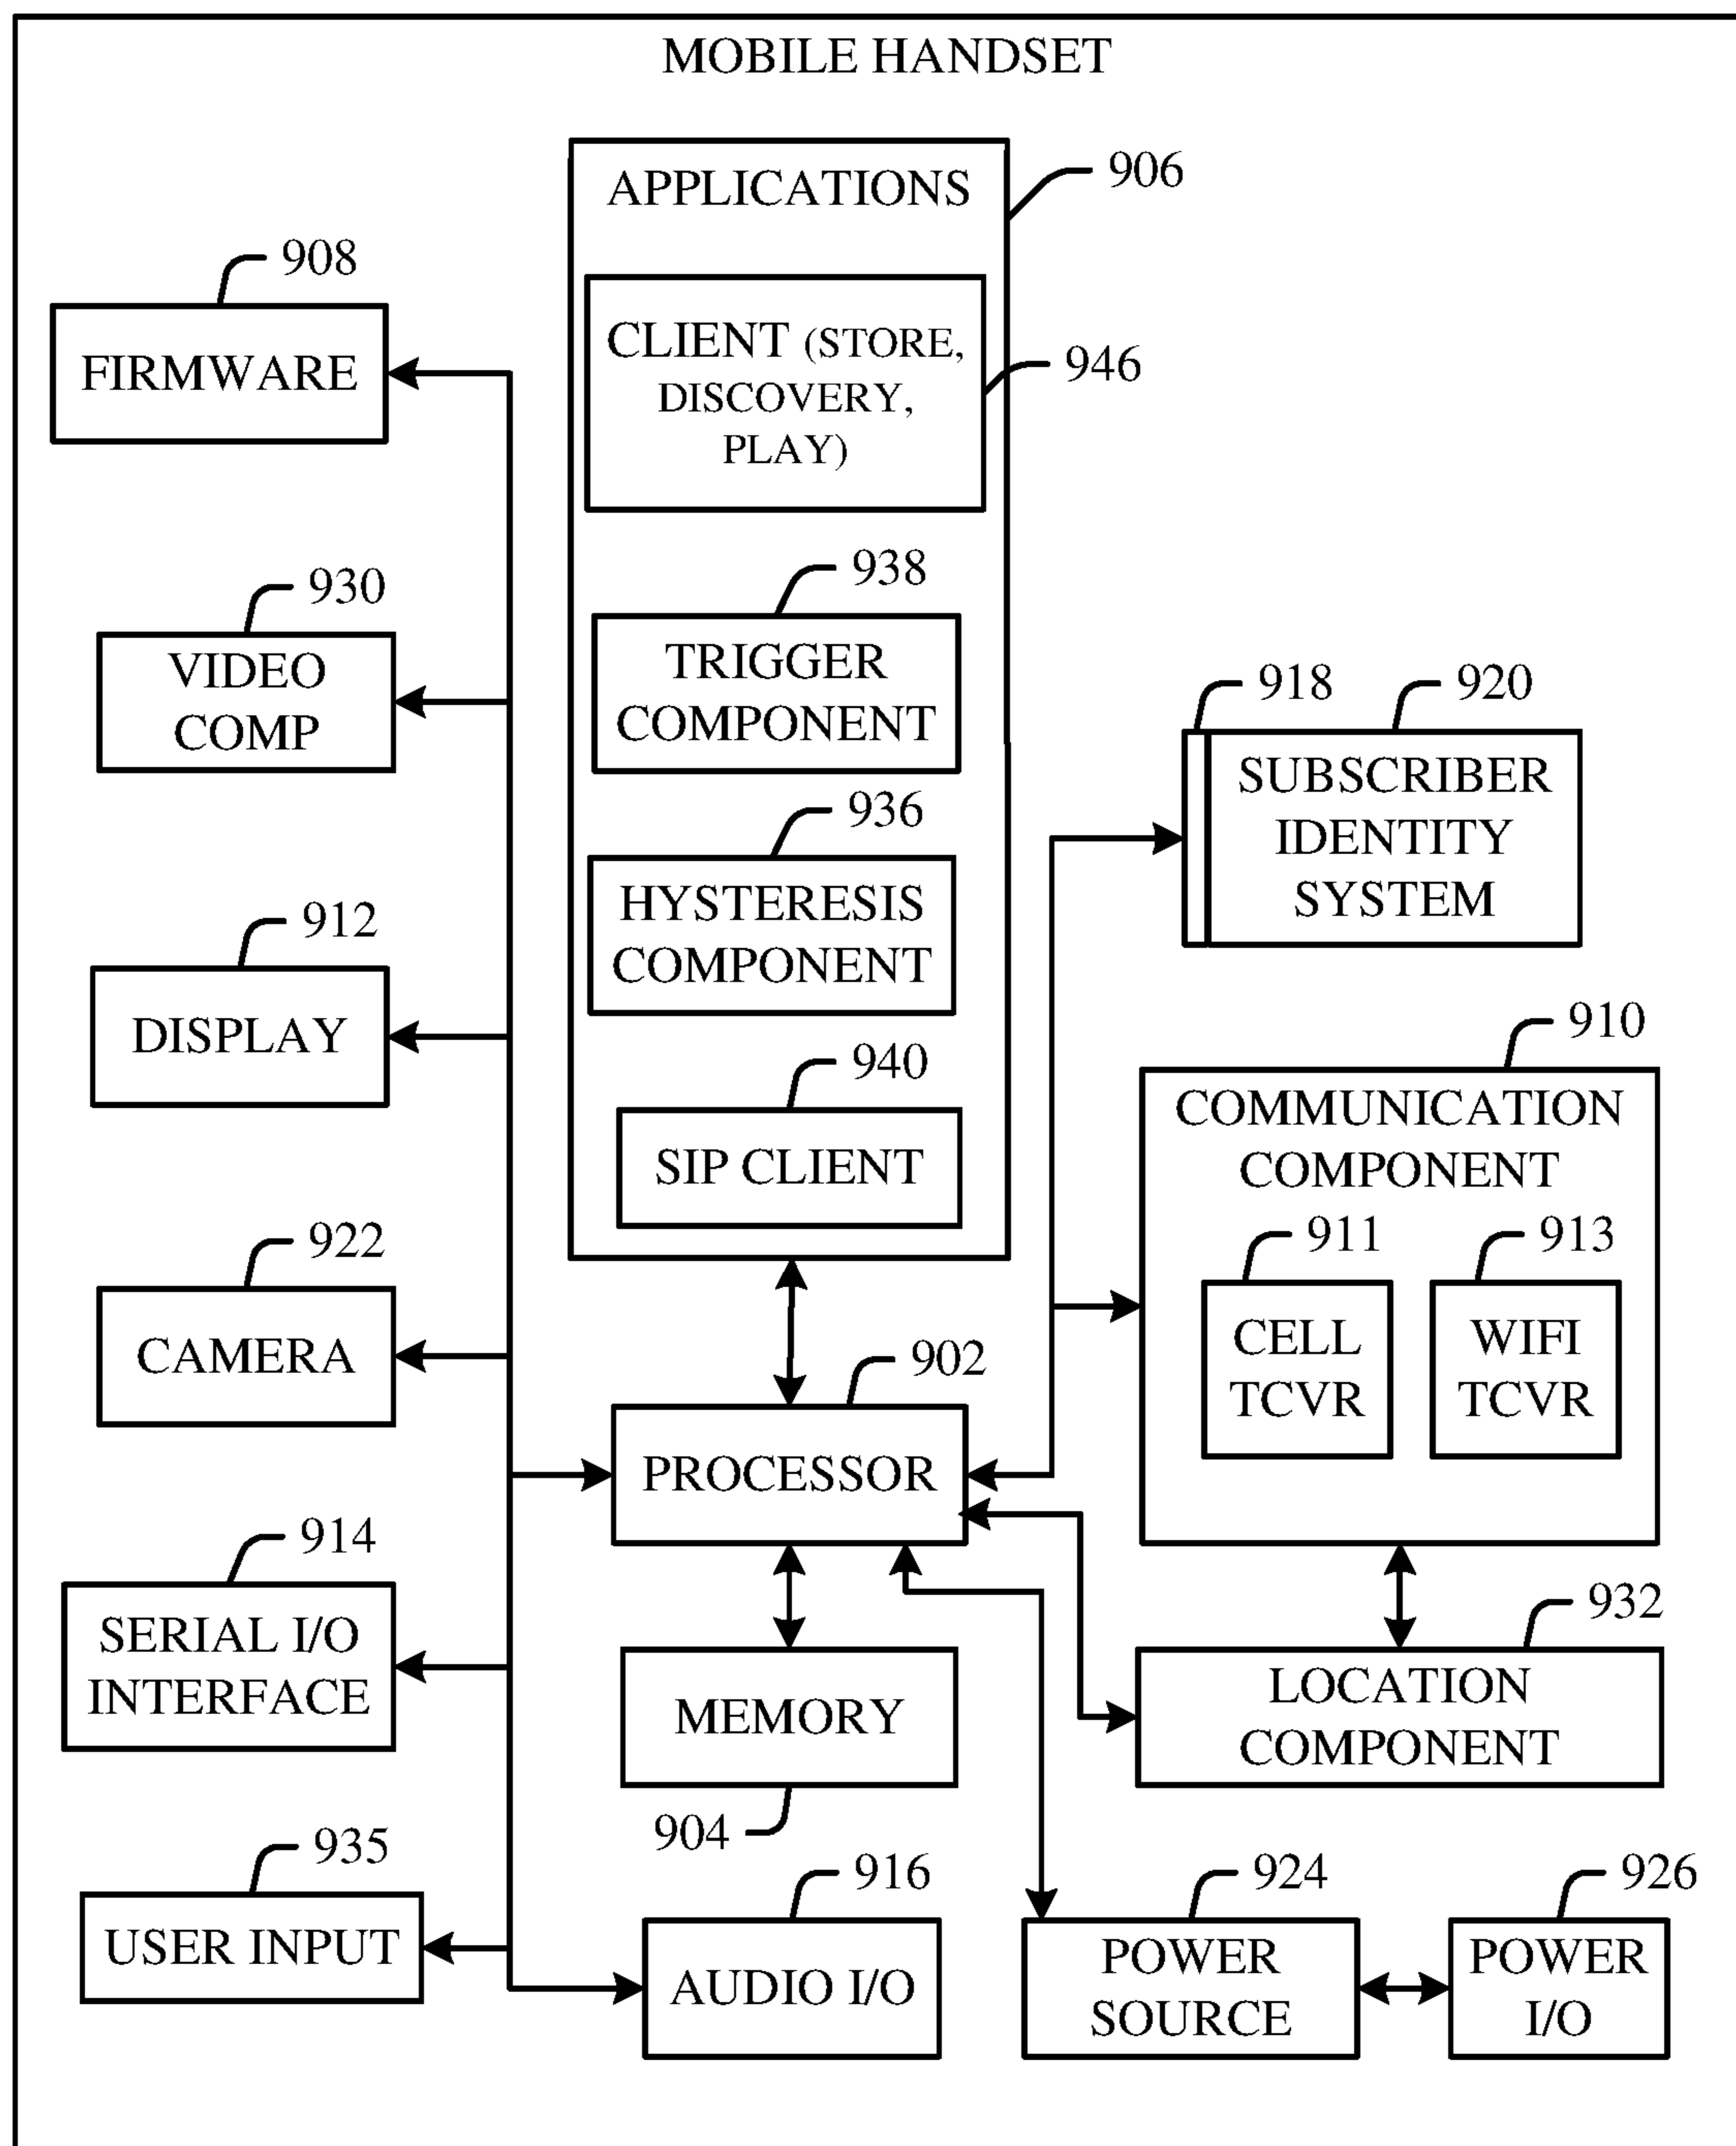 MOBILE HANDSET
906
APPLICATIONS
946
CLIENT (STORE,
DISCOVERY,
PLAY)
938
TRIGGER
COMPONENT
936
HYSTERESIS
COMPONENT
940
SIP CLIENT
908
FIRMWARE
930
VIDEO
COMP
912
DISPLAY
922
CAMERA
914
SERIAL I/O
INTERFACE
935
USER INPUT
902
PROCESSOR
MEMORY
904
916
AUDIO I/O
918
920
SUBSCRIBER
IDENTITY
SYSTEM
910
COMMUNICATION
COMPONENT
911
CELL
TCVR
913
WIFI
TCVR
932
LOCATION
COMPONENT
924
POWER
SOURCE
926
POWER
I/O